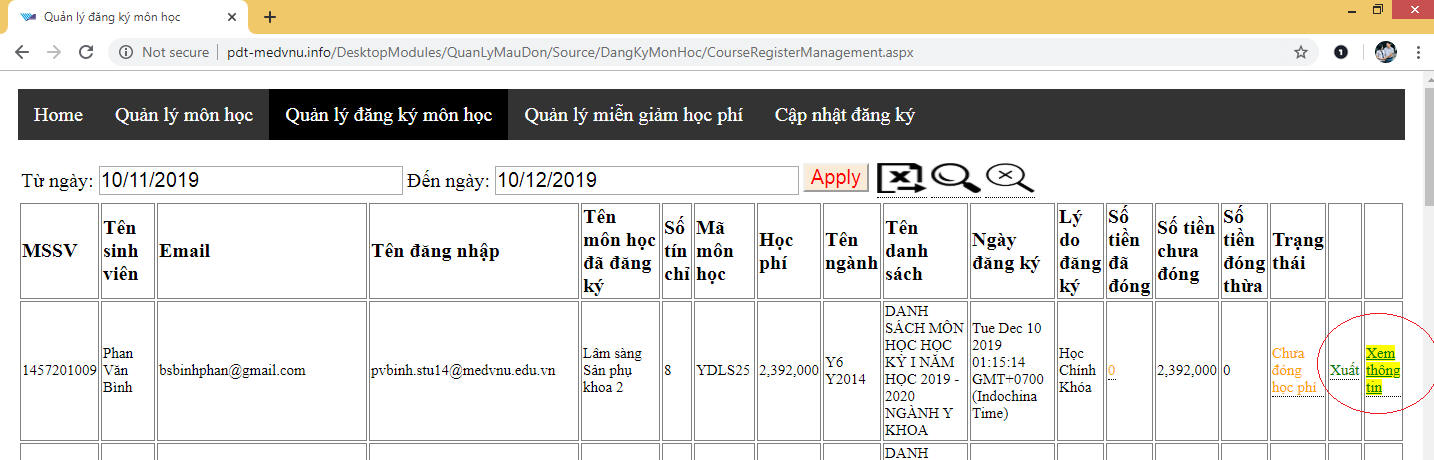 Quản lý đăng ký môn học
Not secure | pdt-medvnu.info/DesktopModules/QuanLyMauDon/Source/DangKyMonHoc/CourseRegisterManagement.aspx
Home Quản lý môn học Quản lý đăng ký môn học Quản lý miễn giảm học phí Cập nhật đăng ký
Từ ngày: 10/11/2019 Đến ngày: 10/12/2019 Apply
MSSV
Tên
sinh
viên
Email
Tên đăng nhập
Tên
môn học
đã đăng
ký
Số
tín
chỉ
Mã
môn
học
Học
phí
Tên
ngành
Tên
danh
sách
Ngày
đăng ký
Lý
do
đăng
ký
Số
tiền
đã
đóng
Số tiền
chưa
đóng
Số
tiền
đóng
thừa
Trạng
thái
1457201009
Phan
Văn
Bình
bsbinhphan@gmail.com
pvbinh.stu14@medvnu.edu.vn
Lâm sàng
Sản phụ
khoa 2
8
YDLS25
2,392,000
Y6
Y2014
DANH
SÁCH MÔN
HỌC HỌC
KỲ I NĂM
HỌC 2019 -
2020
NGÀNH Y
KHOA
Tue Dec 10
2019
01:15:14
GMT+0700
(Indochina
Time)
Học
Chính
Khóa
0
2,392,000
0
Chưa
đóng
học phí
Xuất
Xem
thông
tin
DANH